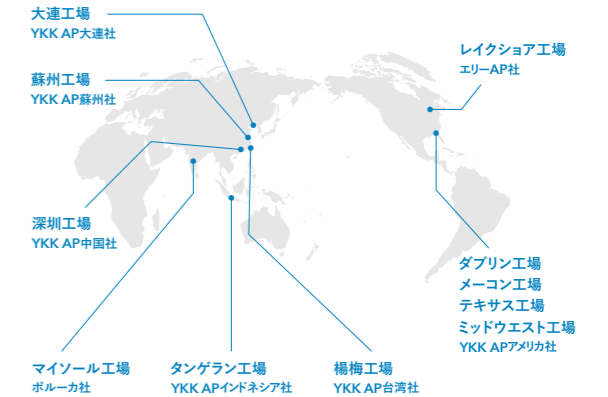 大連工場
YKK AP大連社
蘇州工場
YKK AP蘇州社
レイクショア工場
エリーAP社
深圳工場
YKK AP中国社
ダブリン工場
メーコン工場
テキサス工場
ミッドウエスト工場
YKK APアメリカ社
マイソール工場
ボルーカ社
タンゲラン工場
YKK APインドネシア社
楊梅工場
YKK AP台湾社